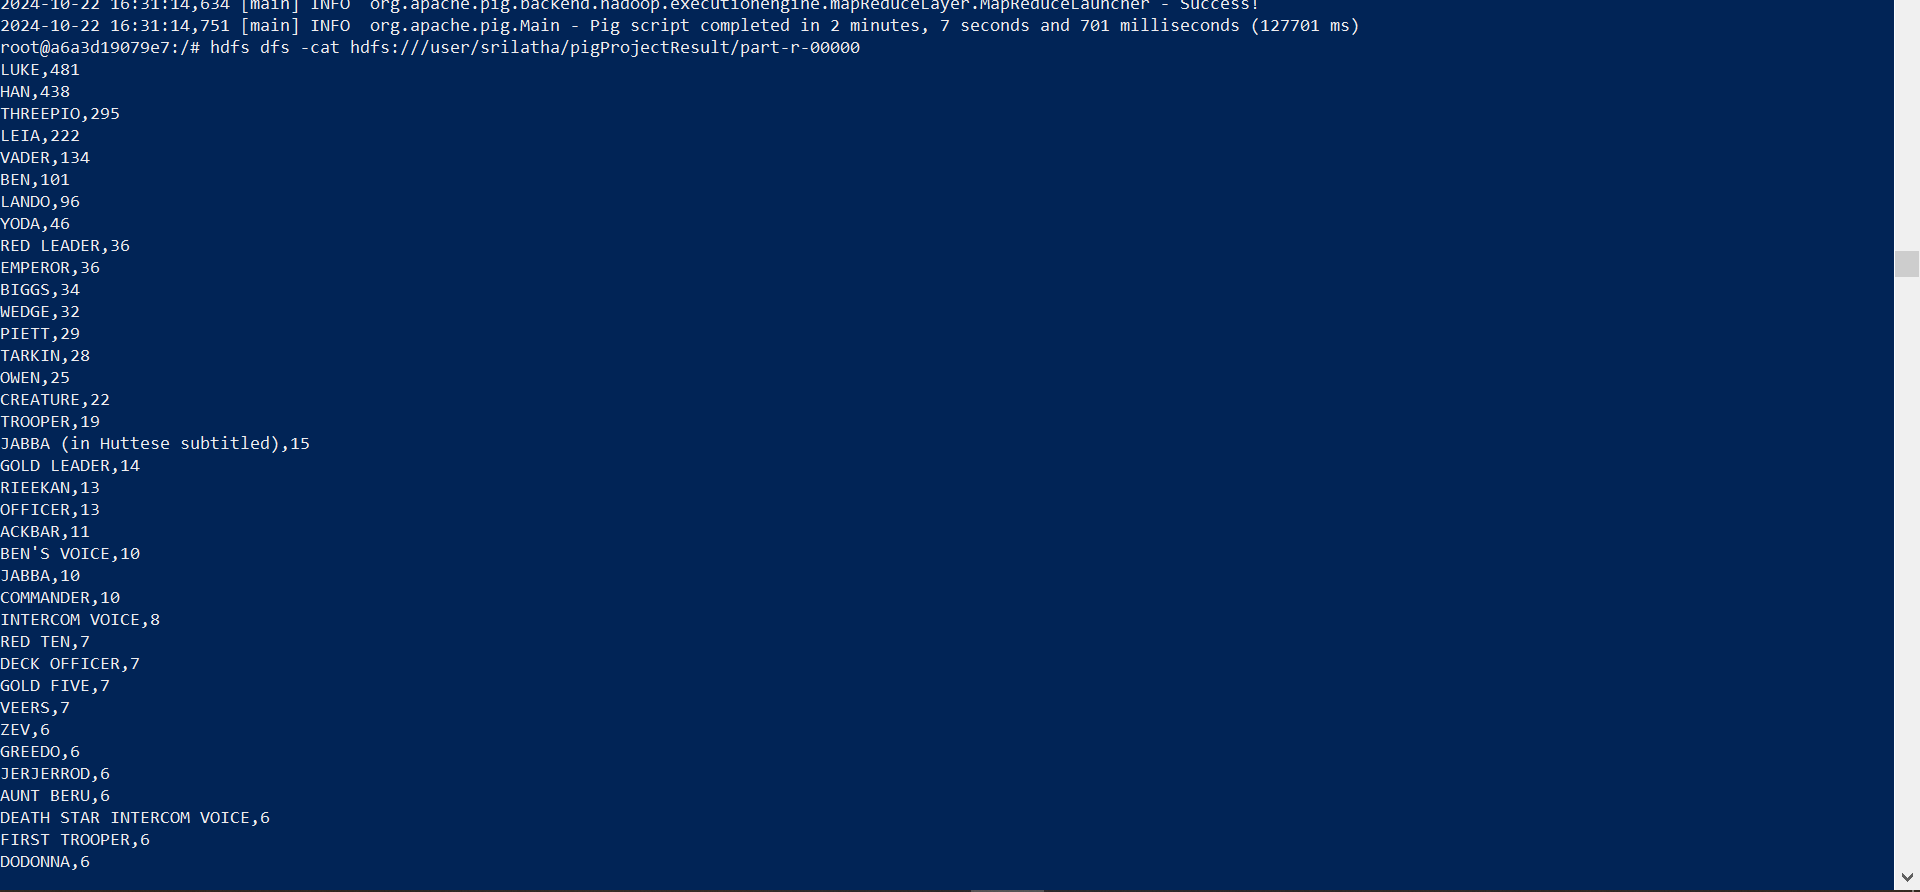 2024-10-22 16:31:14,634 [main] INFO  org.apache.pig.backend.hadoop.executionengine.mapReduceLayer.MapReduceLauncher - Success!
2024-10-22 16:31:14,751 [main] INFO  org.apache.pig.Main - Pig script completed in 2 minutes, 7 seconds and 701 milliseconds (127701 ms)
root@a6a3d19079e7:/# hdfs dfs -cat hdfs:///user/srilatha/pigProjectResult/part-r-00000
LUKE,481
HAN,438
THREEPIO,295
LEIA,222
VADER,134
BEN,101
LANDO,96
YODA,46
RED LEADER,36
EMPEROR,36
BIGGS,34
WEDGE,32
PIETT,29
TARKIN,28
OWEN,25
CREATURE,22
TROOPER,19
JABBA (in Huttese subtitled),15
GOLD LEADER,14
RIEEKAN,13
OFFICER,13
ACKBAR,11
BEN'S VOICE,10
JABBA,10
COMMANDER,10
INTERCOM VOICE,8
RED TEN,7
DECK OFFICER,7
GOLD FIVE,7
VEERS,7
ZEV,6
GREEDO,6
JERJERROD,6
AUNT BERU,6
DEATH STAR INTERCOM VOICE,6
FIRST TROOPER,6
DODONNA,6